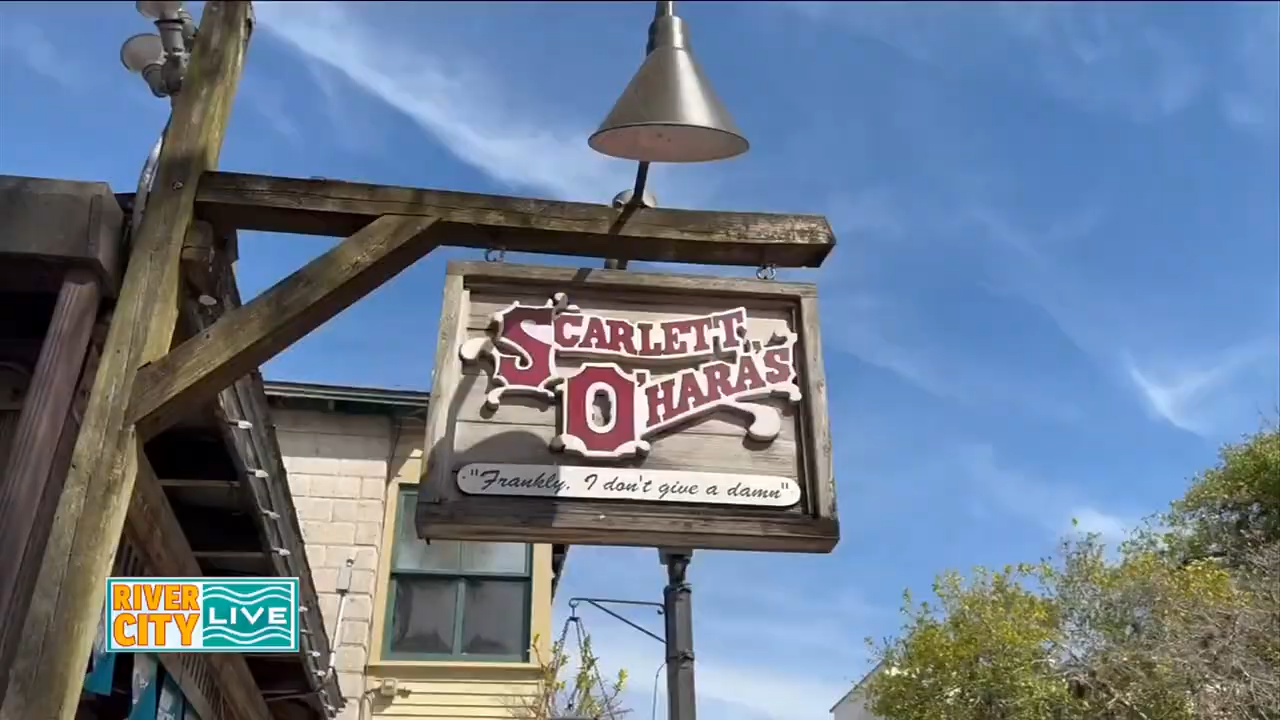 SCARLETT
O'HARA'S
"Frankly, I don't give a damn"
RIVER
CITY
LIVE